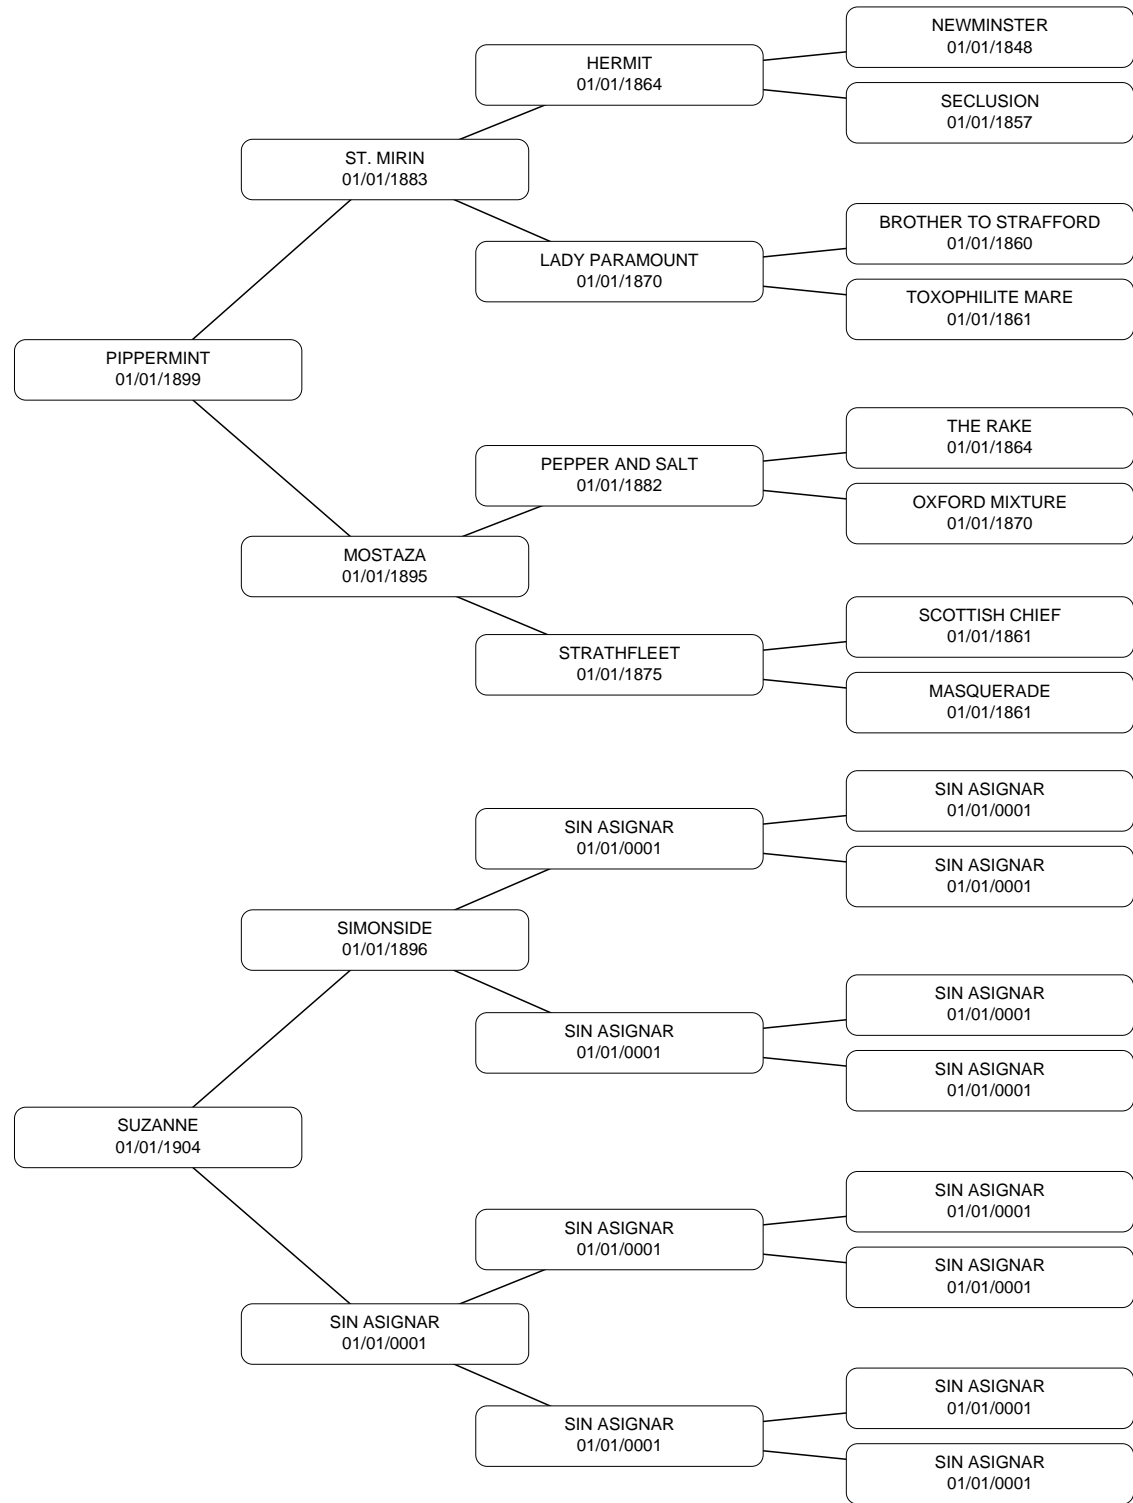 NEWMINSTER
01/01/1848
HERMIT
01/01/1864
SECLUSION
01/01/1857
ST. MIRIN
01/01/1883
BROTHER TO STRAFFORD
01/01/1860
LADY PARAMOUNT
01/01/1870
TOXOPHILITE MARE
01/01/1861
PIPPERMINT
01/01/1899
THE RAKE
01/01/1864
PEPPER AND SALT
01/01/1882
OXFORD MIXTURE
01/01/1870
MOSTAZA
01/01/1895
SCOTTISH CHIEF
01/01/1861
STRATHFLEET
01/01/1875
MASQUERADE
01/01/1861
SIN ASIGNAR
01/01/0001
SIN ASIGNAR
01/01/0001
SIN ASIGNAR
01/01/0001
SIMONSIDE
01/01/1896
SIN ASIGNAR
01/01/0001
SIN ASIGNAR
01/01/0001
SIN ASIGNAR
01/01/0001
SUZANNE
01/01/1904
SIN ASIGNAR
01/01/0001
SIN ASIGNAR
01/01/0001
SIN ASIGNAR
01/01/0001
SIN ASIGNAR
01/01/0001
SIN ASIGNAR
01/01/0001
SIN ASIGNAR
01/01/0001
SIN ASIGNAR
01/01/0001